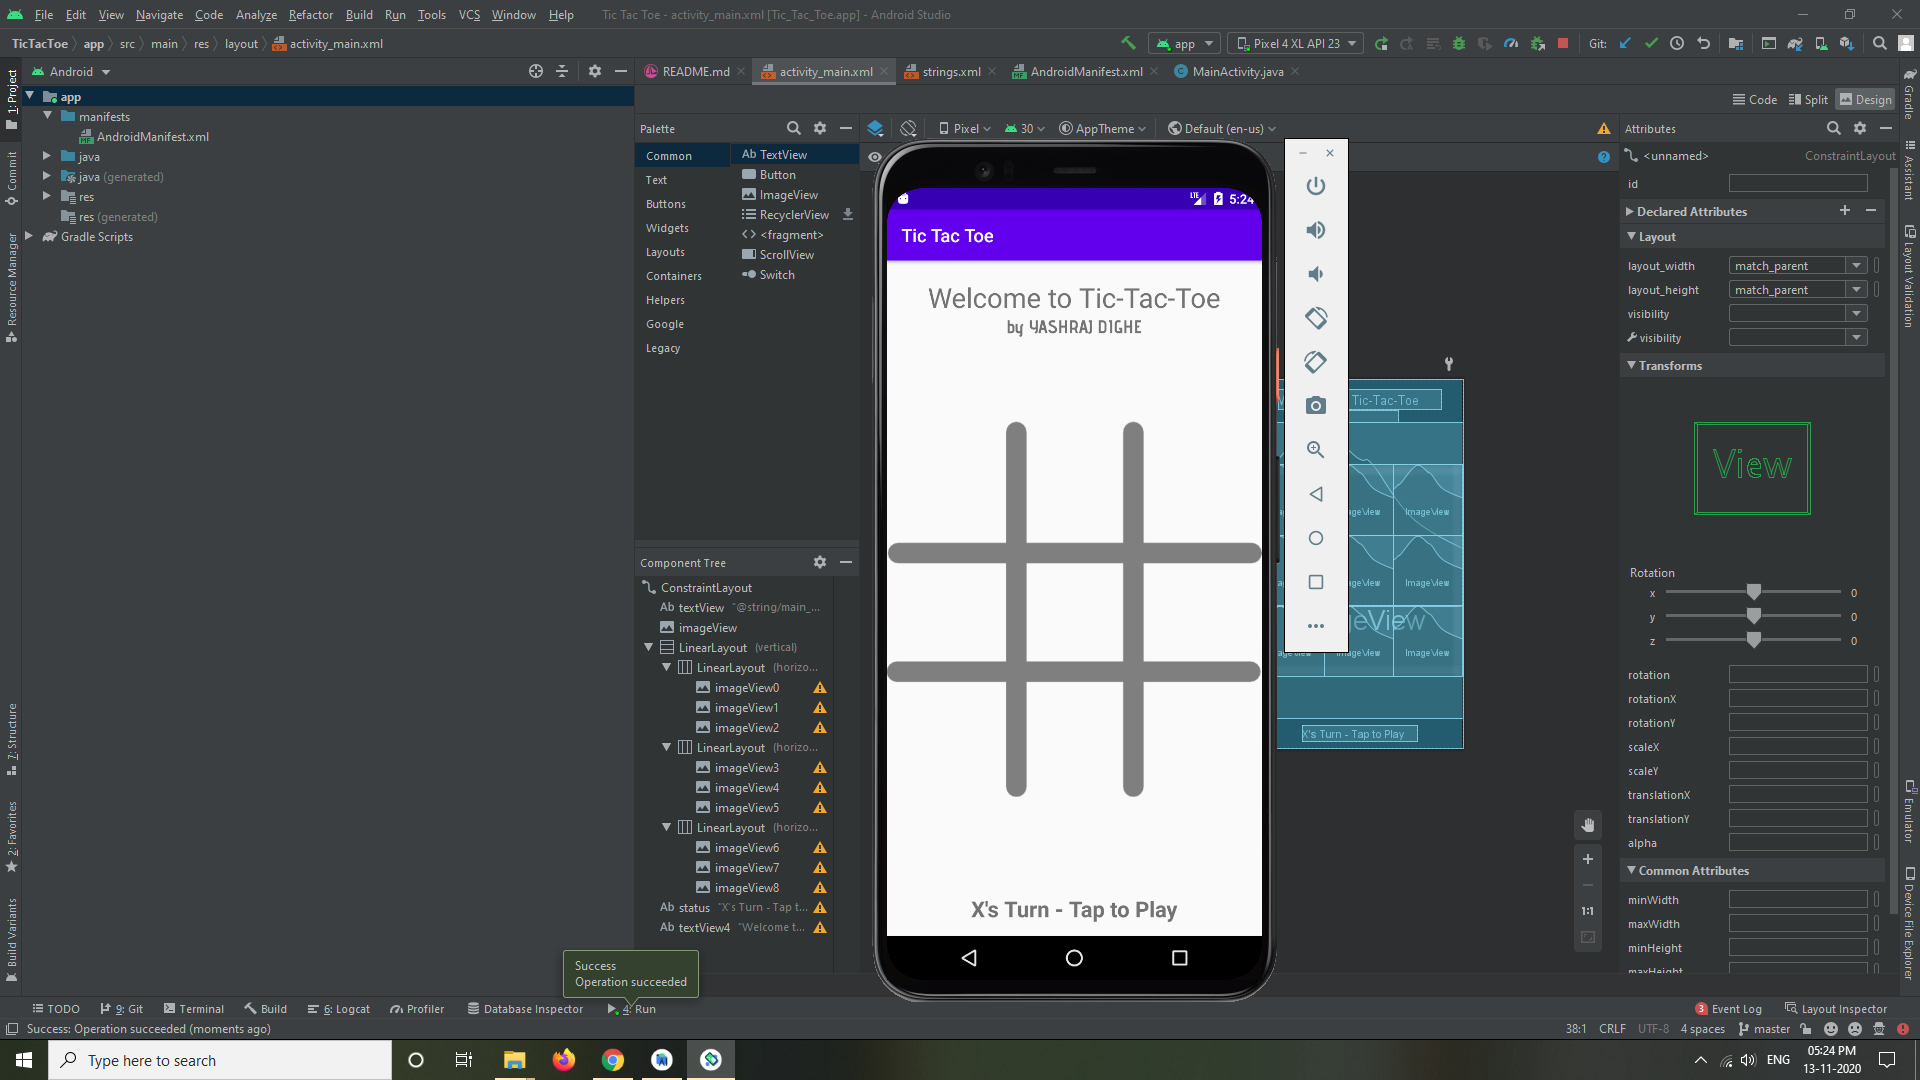 File Edit View Navigate Code Analyze Refactor Build Run Tools VCS Window Help Tic Tac Toe - activity_main.xml [Tic_Tac_Toe.app] - Android Studio
TicTacToe app src main res layout activity_main.xml app Pixel 4 XL API 23 Git:
Android README.md activity_main.xml strings.xml AndroidManifest.xml MainActivity.java
Code Split Design
1: Project
Commit
Resource Manager
7: Structure
2: Favorites
Build Variants
app
manifests
AndroidManifest.xml
java
java (generated)
res
res (generated)
Gradle Scripts
Palette
Common
Text
Buttons
Widgets
Layouts
Containers
Helpers
Google
Legacy
Ab TextView
Button
ImageView
RecyclerView
<> <fragment>
ScrollView
Switch
Pixel 30 AppTheme Default (en-us)
Component Tree
ConstraintLayout
Ab textView "@string/main_...
imageView
LinearLayout (vertical)
LinearLayout (horizo...
imageView0
imageView1
imageView2
LinearLayout (horizo...
imageView3
imageView4
imageView5
LinearLayout (horizo...
imageView6
imageView7
imageView8
Ab status "X's Turn - Tap t...
Ab textView4 "Welcome t...
LTE 5:24
Tic Tac Toe
Welcome to Tic-Tac-Toe
by YASHRAJ DIGHE
X's Turn - Tap to Play
Tic-Tac-Toe
ImageView
ImageView
ImageView
geView
ImageView
ImageView
X's Turn - Tap to Play
1:1
Attributes
<unnamed> ConstraintLayout
id
Declared Attributes
Layout
layout_width match_parent
layout_height match_parent
visibility
visibility
Transforms
View
Rotation
x 0
y 0
z 0
rotation
rotationX
rotationY
scaleX
scaleY
translationX
translationY
alpha
Common Attributes
minWidth
maxWidth
minHeight
maxHeight
Gradle
Assistant
Layout Validation
Emulator
Device File Explorer
Success
Operation succeeded
TODO 9: Git Terminal Build 6: Logcat Profiler Database Inspector 4: Run 3 Event Log Layout Inspector
Success: Operation succeeded (moments ago) 38:1 CRLF UTF-8 4 spaces master
Type here to search ENG 05:24 PM
13-11-2020